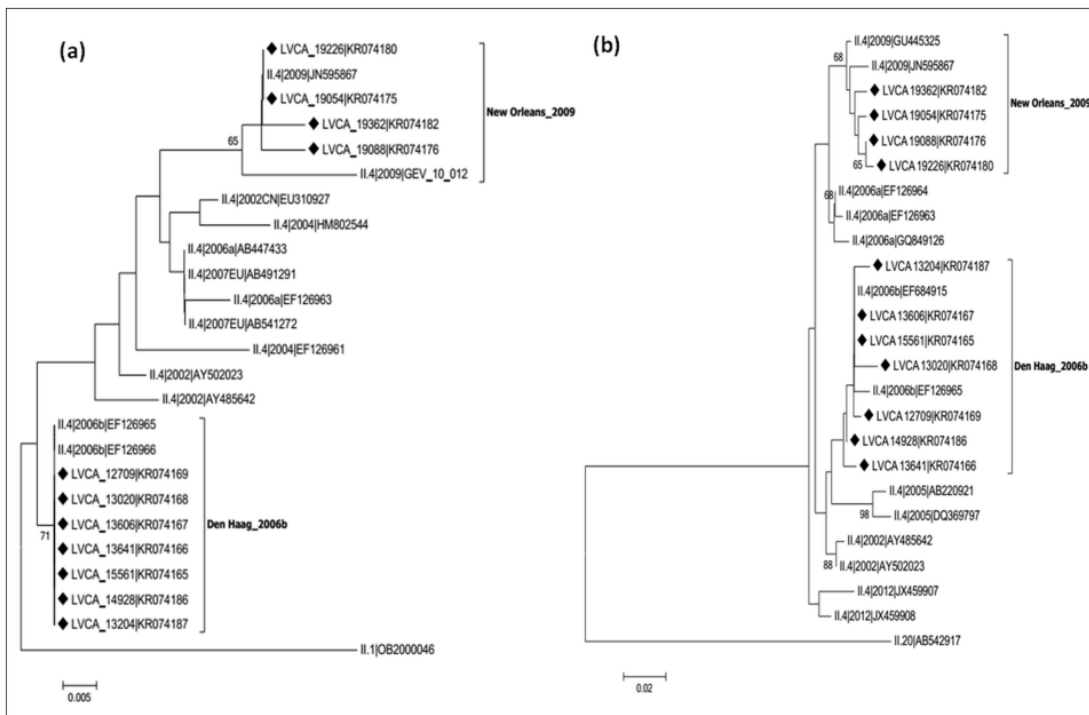 (a)
LVCA_19226|KR074180
II.4|2009|JN595867
LVCA_19054|KR074175
New Orleans_2009
LVCA_19362|KR074182
65
LVCA_19088|KR074176
II.4|2009|GEV_10_012
II.4|2002CN|EU310927
II.4|2004|HM802544
II.4|2006a|AB447433
II.4|2007EU|AB491291
II.4|2006a|EF126963
II.4|2007EU|AB541272
II.4|2004|EF126961
II.4|2002|AY502023
II.4|2002|AY485642
II.4|2006b|EF126965
II.4|2006b|EF126966
LVCA_12709|KR074169
LVCA_13020|KR074168
LVCA_13606|KR074167
Den Haag_2006b
71
LVCA_13641|KR074166
LVCA_15561|KR074165
LVCA_14928|KR074186
LVCA_13204|KR074187
II.1|OB2000046
0.005
(b)
II.4|2009|GU445325
68
II.4|2009|JN595867
LVCA 19362|KR074182
New Orleans_2009
LVCA 19054|KR074175
LVCA 19088|KR074176
65
LVCA 19226|KR074180
II.4|2006a|EF126964
68
II.4|2006a|EF126963
II.4|2006a|GQ849126
LVCA 13204|KR074187
II.4|2006b|EF684915
LVCA 13606|KR074167
LVCA 15561|KR074165
LVCA 13020|KR074168
Den Haag_2006b
II.4|2006b|EF126965
LVCA 12709|KR074169
LVCA 14928|KR074186
LVCA 13641|KR074166
II.4|2005|AB220921
98
II.4|2005|DQ369797
II.4|2002|AY485642
88
II.4|2002|AY502023
II.4|2012|JX459907
II.4|2012|JX459908
II.20|AB542917
0.02